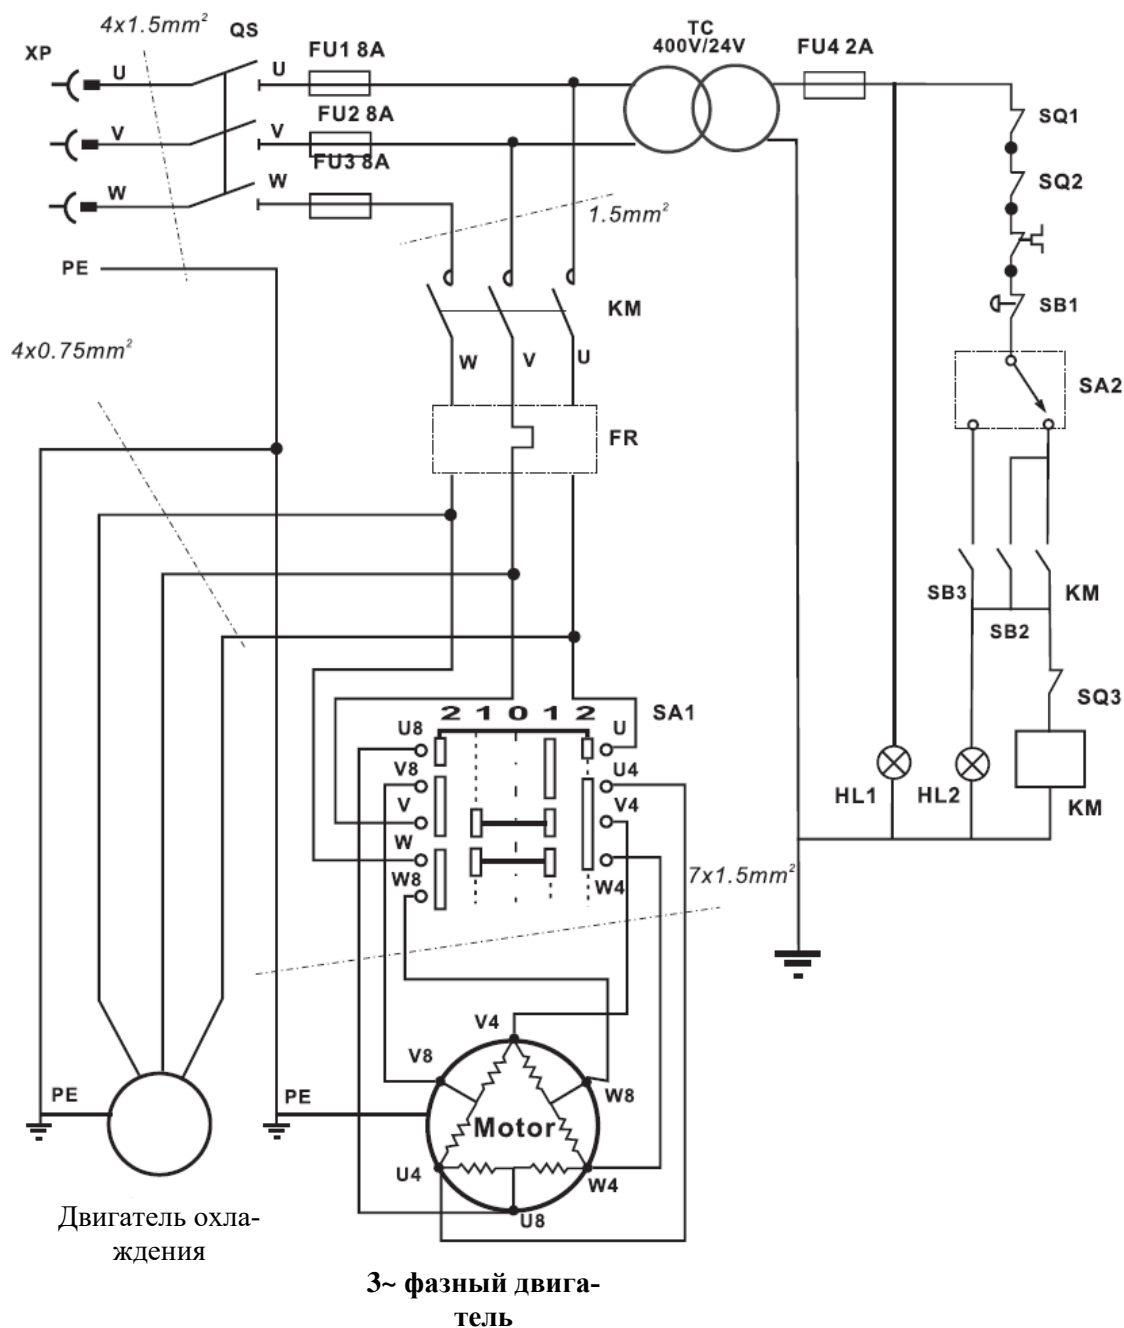 4x1.5mm²
QS
TC
400V/24V
XP
FU1 8A
FU4 2A
U
U
FU2 8A
V
V
FU3 8A
SQ1
W
W
SQ2
1.5mm²
PE
KM
SB1
4x0.75mm²
W
V
U
SA2
FR
SB3
KM
SB2
SQ3
2 1 0 1 2
SA1
U8
U
V8
U4
V
V4
W
W8
W4
HL1
HL2
KM
7x1.5mm²
V4
V8
W8
PE
PE
Motor
U4
W4
U8
Двигатель охла-
ждения
3~ фазный двига-
тель